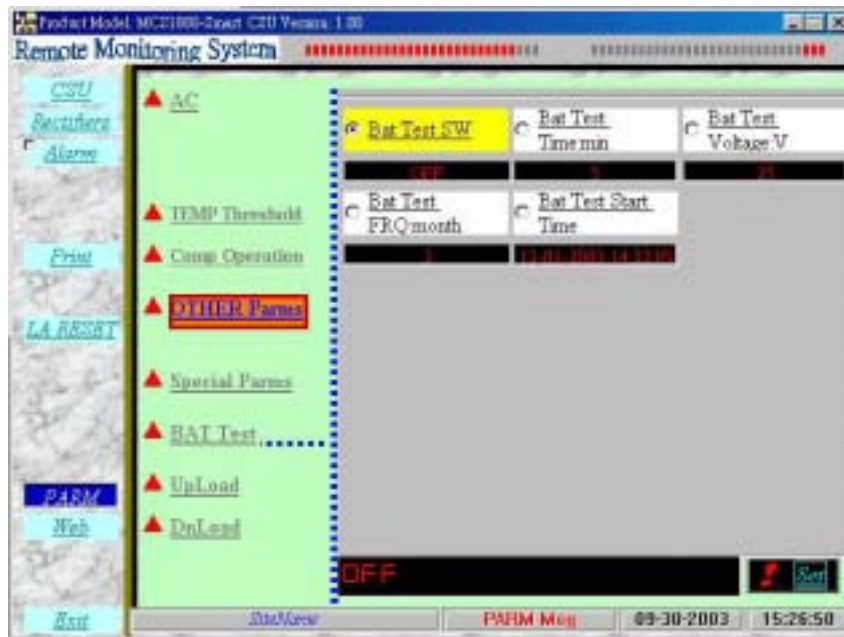 Product Model: MCS1800-Smart CSU Version: 1.00
Remote Monitoring System
CSU
Rectifiers
Alarm
Print
LA RESET
PARM
Web
Exit
AC
TEMP Threshold
Comp Operation
OTHER Parms
Special Parms
BAT Test
UpLoad
DnLoad
Bat Test SW
Bat Test
Time:min
Bat Test
Voltage:V
OFF
5
Bat Test
FRQ:month
Bat Test Start
Time
OFF
! Set
SiteName
PARM Msg
09-30-2003
15:26:50